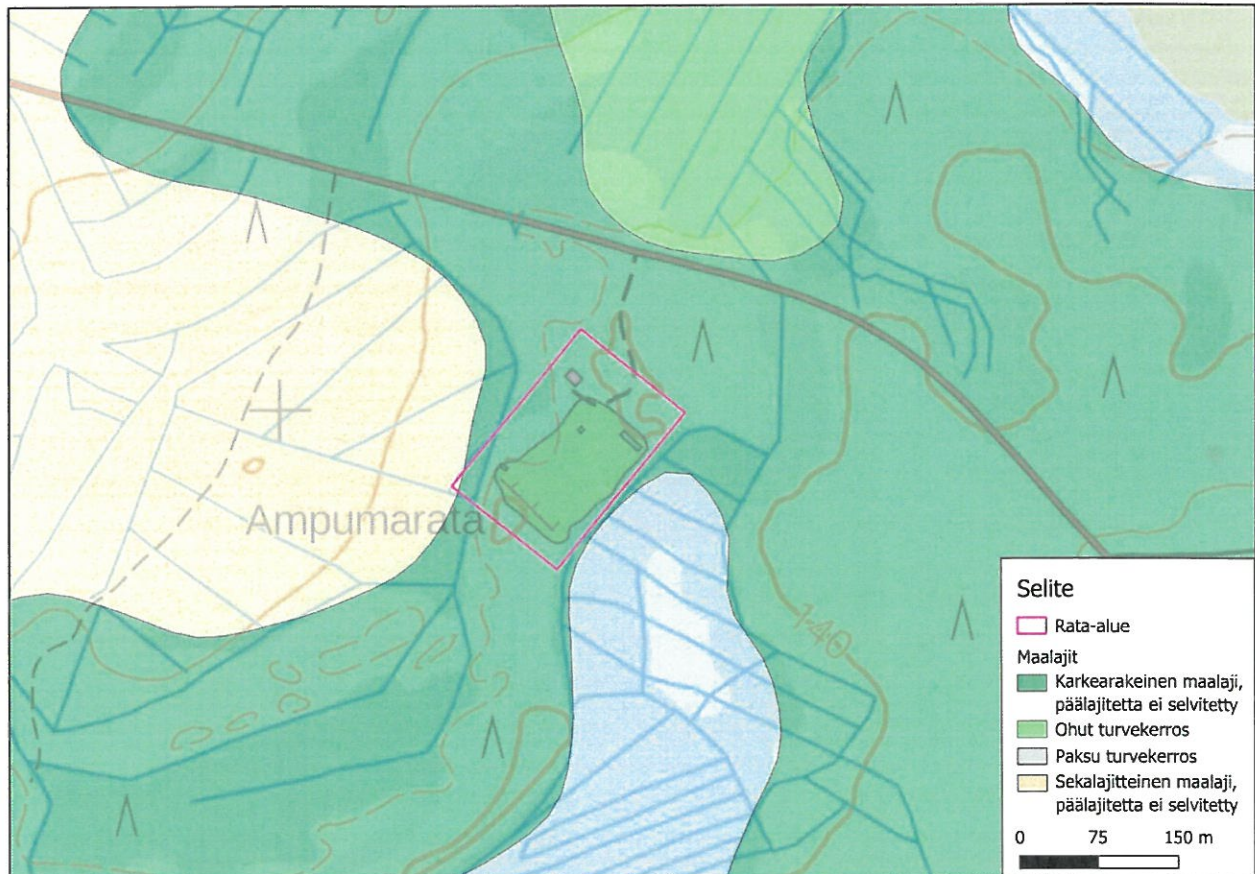 Ampumarata
140
Selite
Rata-alue
Maalajit
Karkearakeinen maalaji,
päälajitetta ei selvitetty
Ohut turvekerros
Paksu turvekerros
Sekalajitteinen maalaji,
päälajitetta ei selvitetty
0 75 150 m